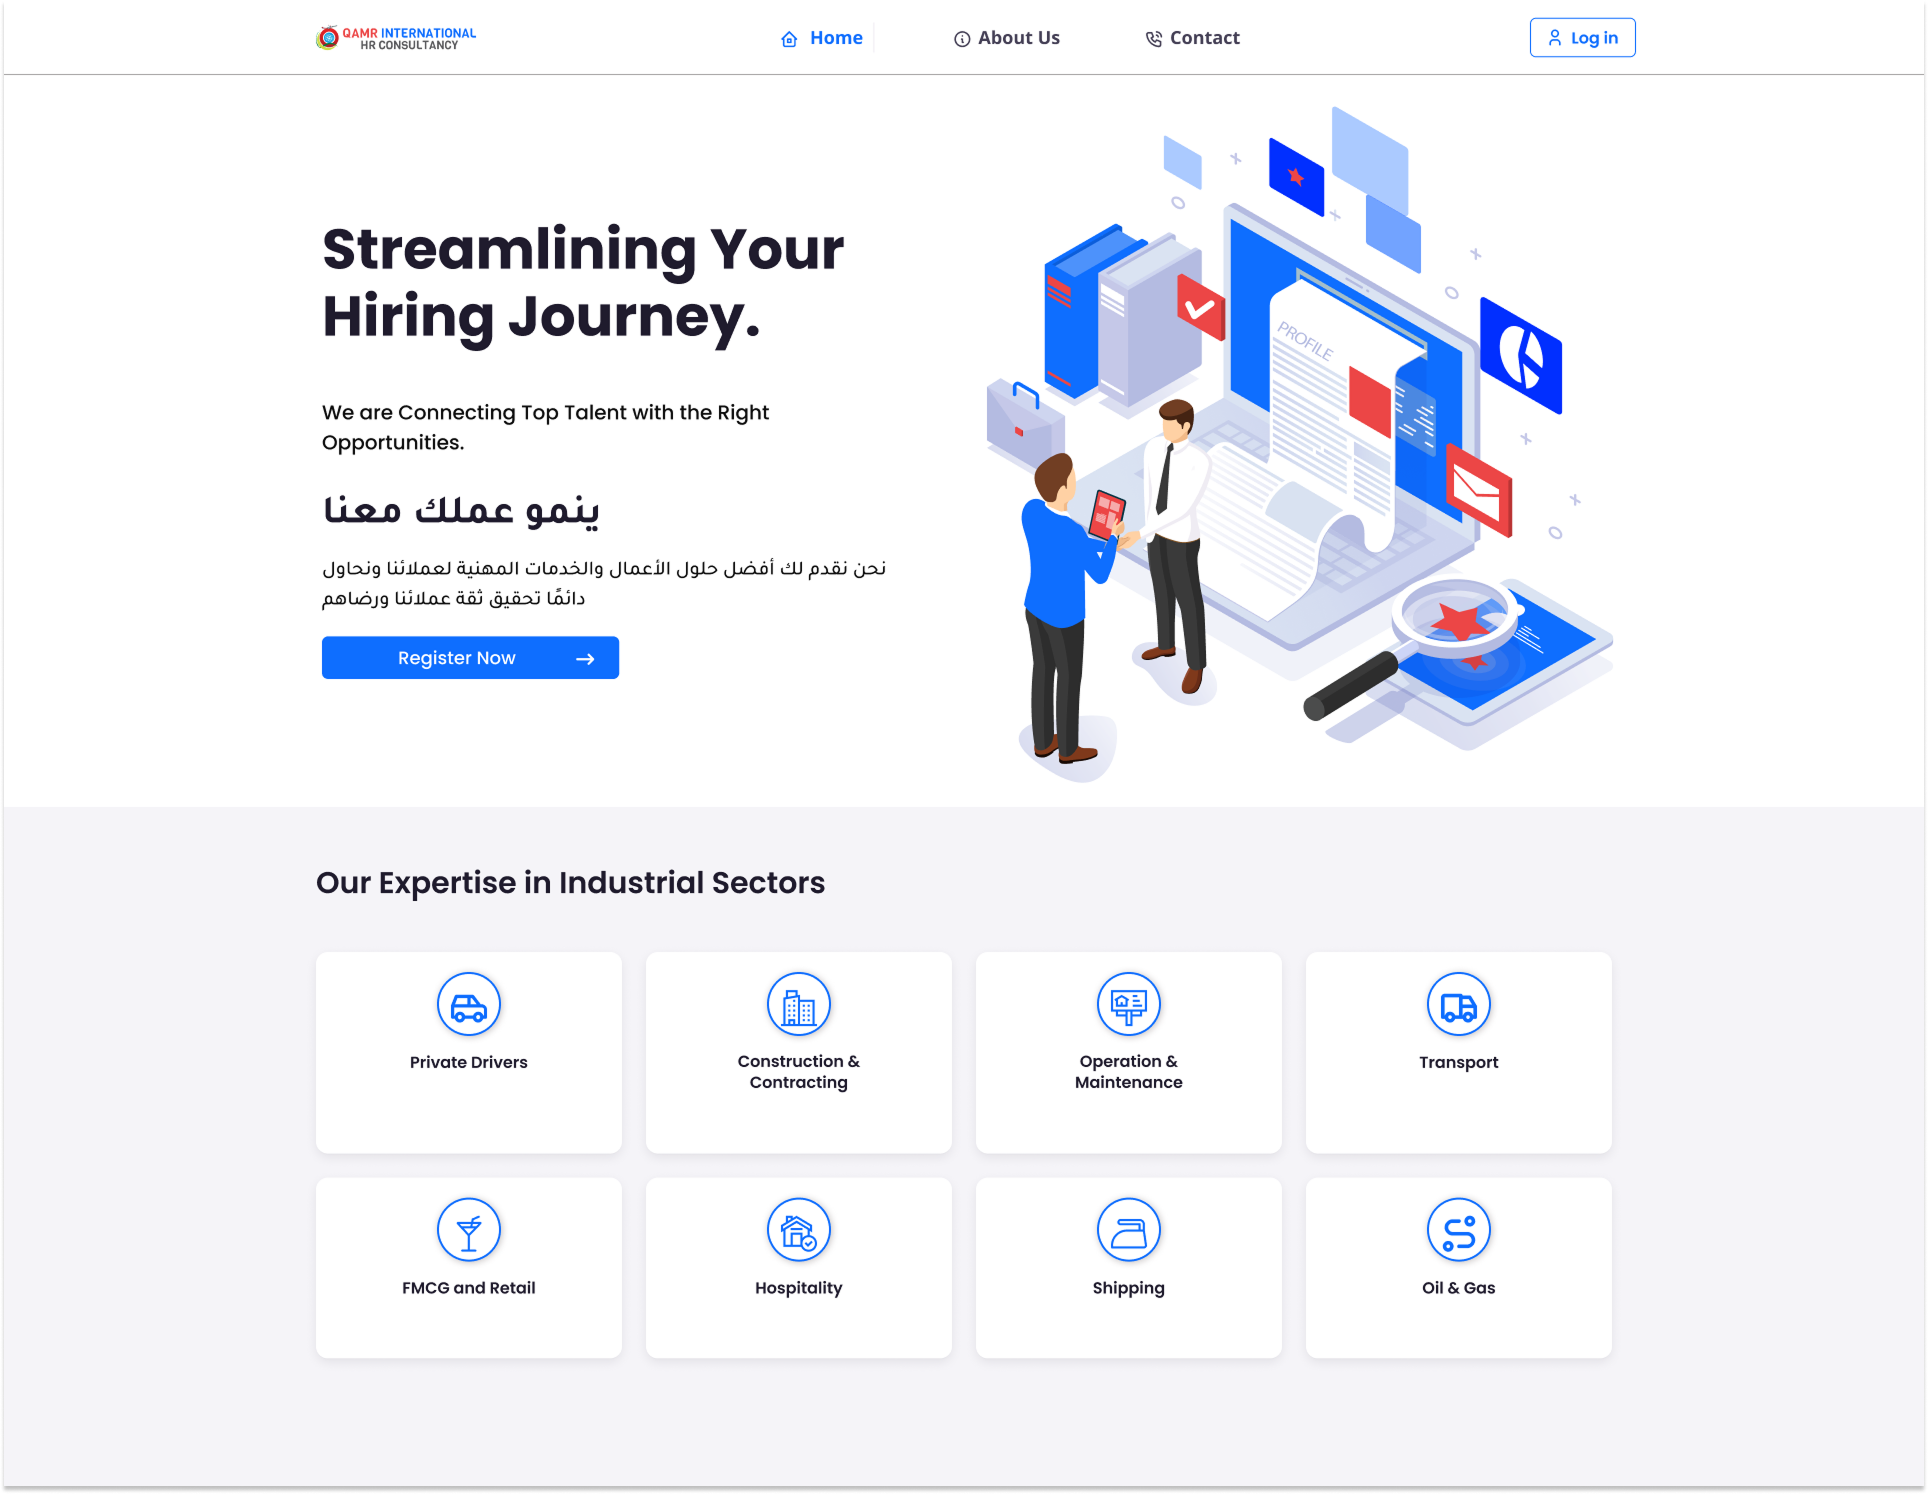 QAMR INTERNATIONAL
HR CONSULTANCY
Home
About Us
Contact
Log in
Streamlining Your
Hiring Journey.
We are Connecting Top Talent with the Right
Opportunities.
ينمو عملك معنا
نحن نقدم لك أفضل حلول الأعمال والخدمات المهنية لعملائنا ونحاول
دائمًا تحقيق ثقة عملائنا ورضاهم
Register Now
PROFILE
Our Expertise in Industrial Sectors
Private Drivers
Construction &
Contracting
Operation &
Maintenance
Transport
FMCG and Retail
Hospitality
Shipping
Oil & Gas